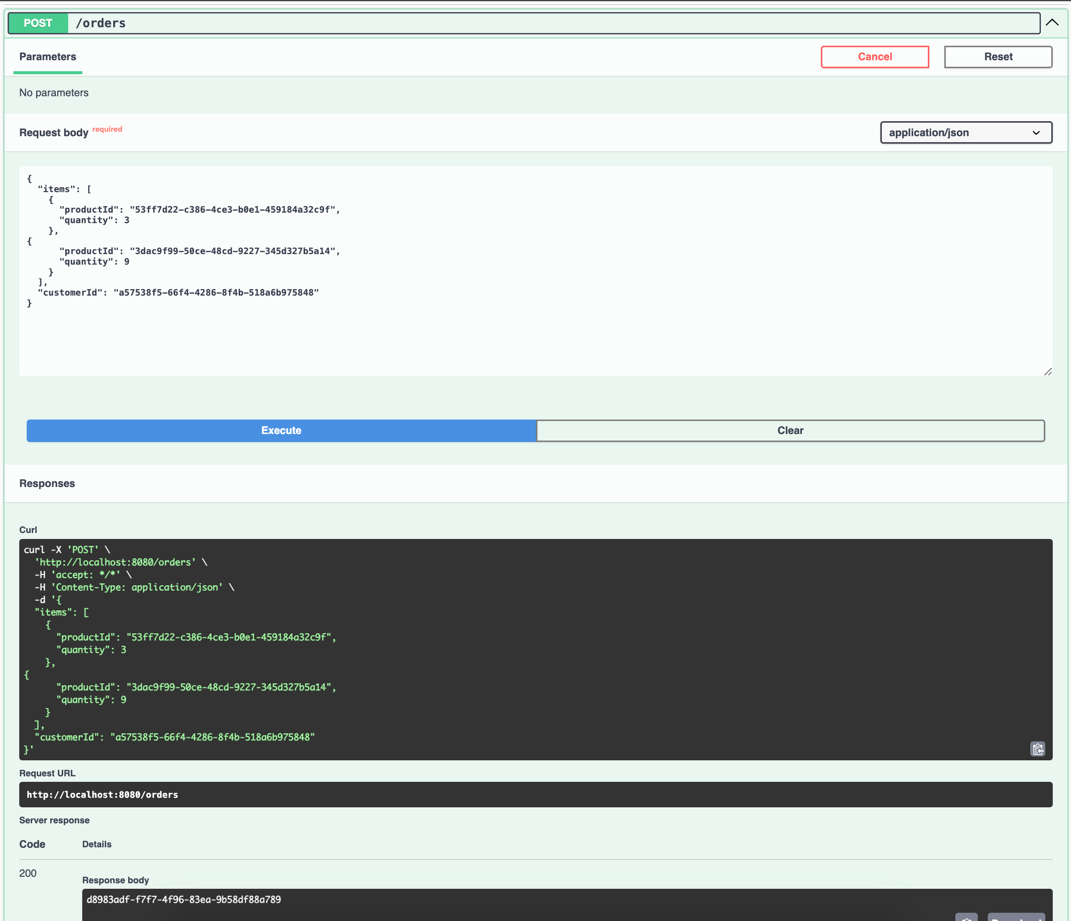 POST /orders
Parameters
Cancel
Reset
No parameters
Request body required
application/json
{
  "items": [
    {
      "productId": "53ff7d22-c386-4ce3-b0e1-459184a32c9f",
      "quantity": 3
    },
{
      "productId": "3dac9f99-50ce-48cd-9227-345d327b5a14",
      "quantity": 9
    }
  ],
  "customerId": "a57538f5-66f4-4286-8f4b-518a6b975848"
}
Execute
Clear
Responses
Curl
curl -X 'POST' \
  'http://localhost:8080/orders' \
  -H 'accept: */*' \
  -H 'Content-Type: application/json' \
  -d '{
  "items": [
    {
      "productId": "53ff7d22-c386-4ce3-b0e1-459184a32c9f",
      "quantity": 3
    },
{
      "productId": "3dac9f99-50ce-48cd-9227-345d327b5a14",
      "quantity": 9
    }
  ],
  "customerId": "a57538f5-66f4-4286-8f4b-518a6b975848"
}'
Request URL
http://localhost:8080/orders
Server response
Code Details
200
Response body
d8983adf-f7f7-4f96-83ea-9b58df88a789